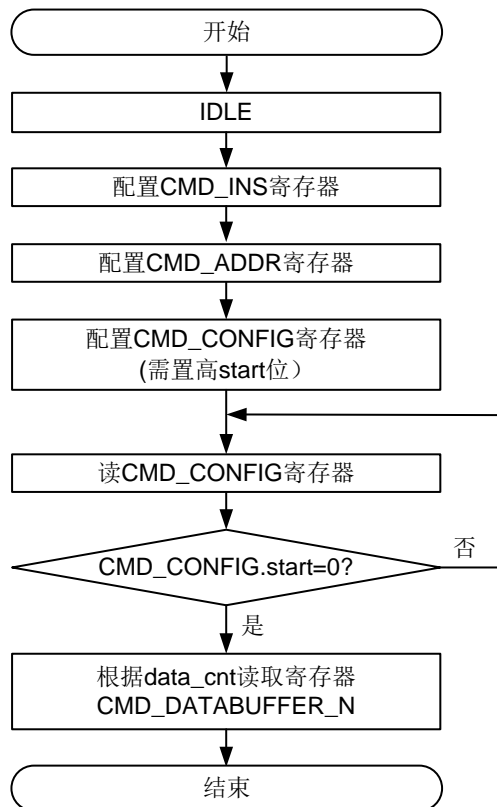 开始
IDLE
配置CMD_INS寄存器
配置CMD_ADDR寄存器
配置CMD_CONFIG寄存器
(需置高start位）
读CMD_CONFIG寄存器
CMD_CONFIG.start=0?
否
是
根据data_cnt读取寄存器
CMD_DATABUFFER_N
结束